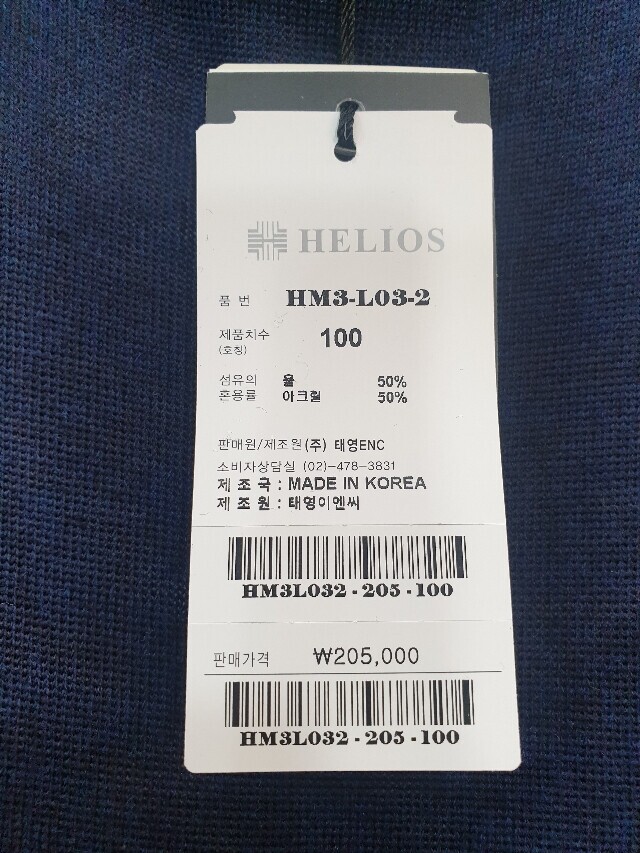 HELIOS
품 번 HM3-L03-2
제품치수 100
(호칭)
섬유의 울 50%
혼용률 아크릴 50%
판매원/제조원(주) 태영ENC
소비자상담실 (02)-478-3831
제 조 국 : MADE IN KOREA
제 조 원 : 태영이엔씨
HM3L032-205-100
판매가격 ₩205,000
HM3L032-205-100